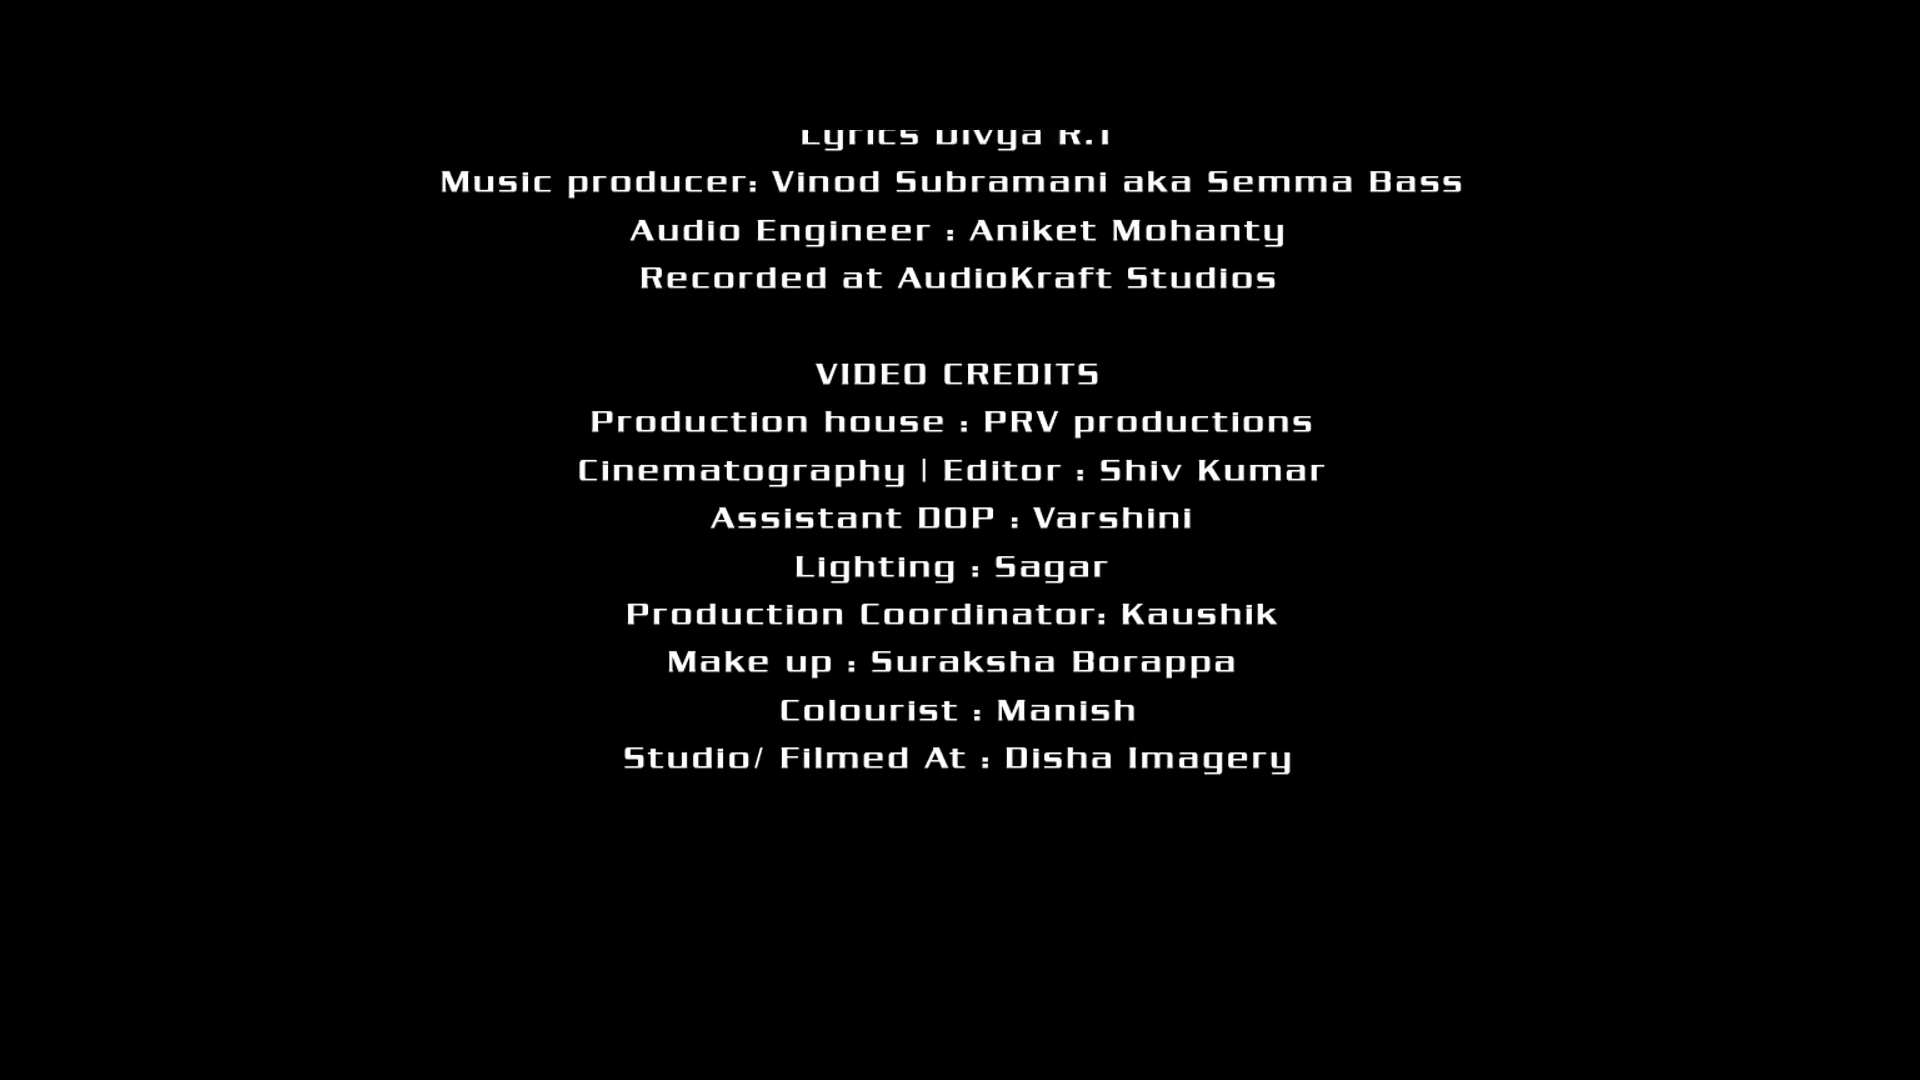 Lyrics Divya R.
Music producer: Vinod Subramani aka Semma Bass
Audio Engineer : Aniket Mohanty
Recorded at AudioKraft Studios
VIDEO CREDITS
Production house : PRV productions
Cinematography | Editor : Shiv Kumar
Assistant DOP : Varshini
Lighting : Sagar
Production Coordinator: Kaushik
Make up : Suraksha Borappa
Colourist : Manish
Studio/ Filmed At : Disha Imagery